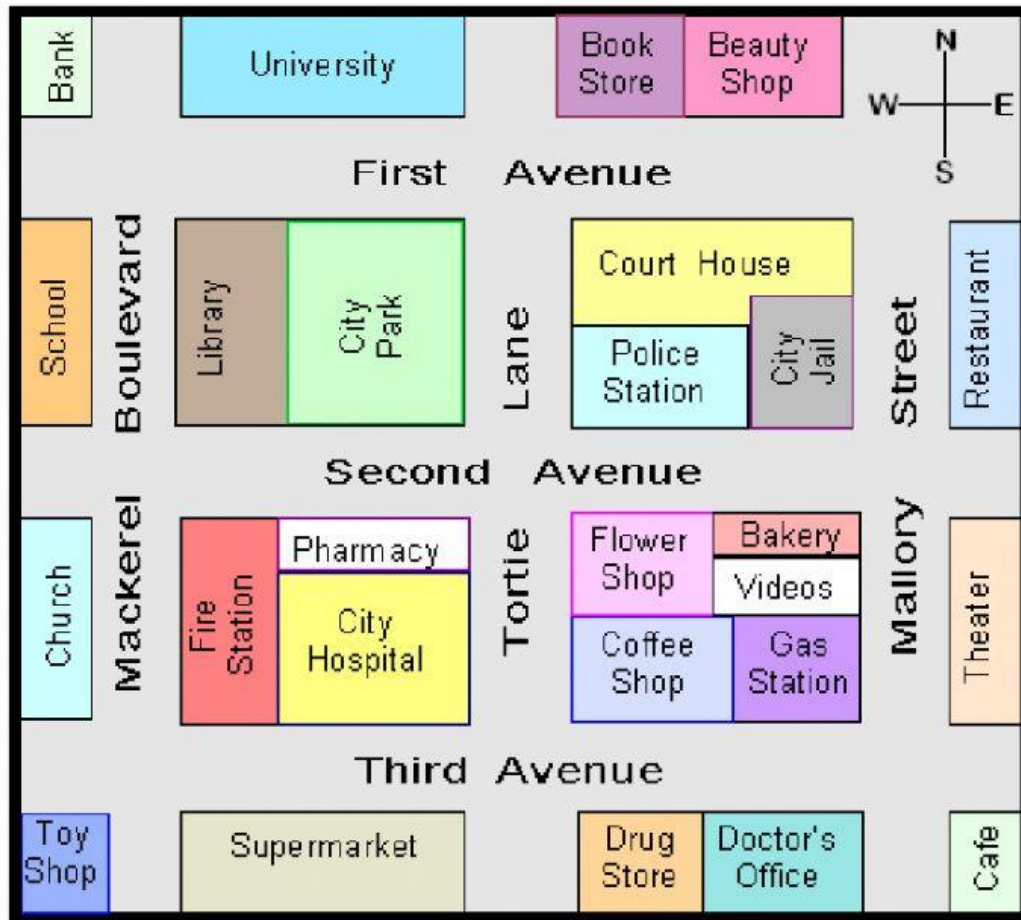 Bank
University
Book
Store
Beauty
Shop
N
W
E
S
First Avenue
School
Boulevard
Library
City
Park
Lane
Court House
Police
Station
City
Jail
Street
Restaurant
Second Avenue
Church
Mackerel
Fire
Station
Pharmacy
City
Hospital
Tortie
Flower
Shop
Bakery
Videos
Coffee
Shop
Gas
Station
Mallory
Theater
Third Avenue
Toy
Shop
Supermarket
Drug
Store
Doctor's
Office
Cafe